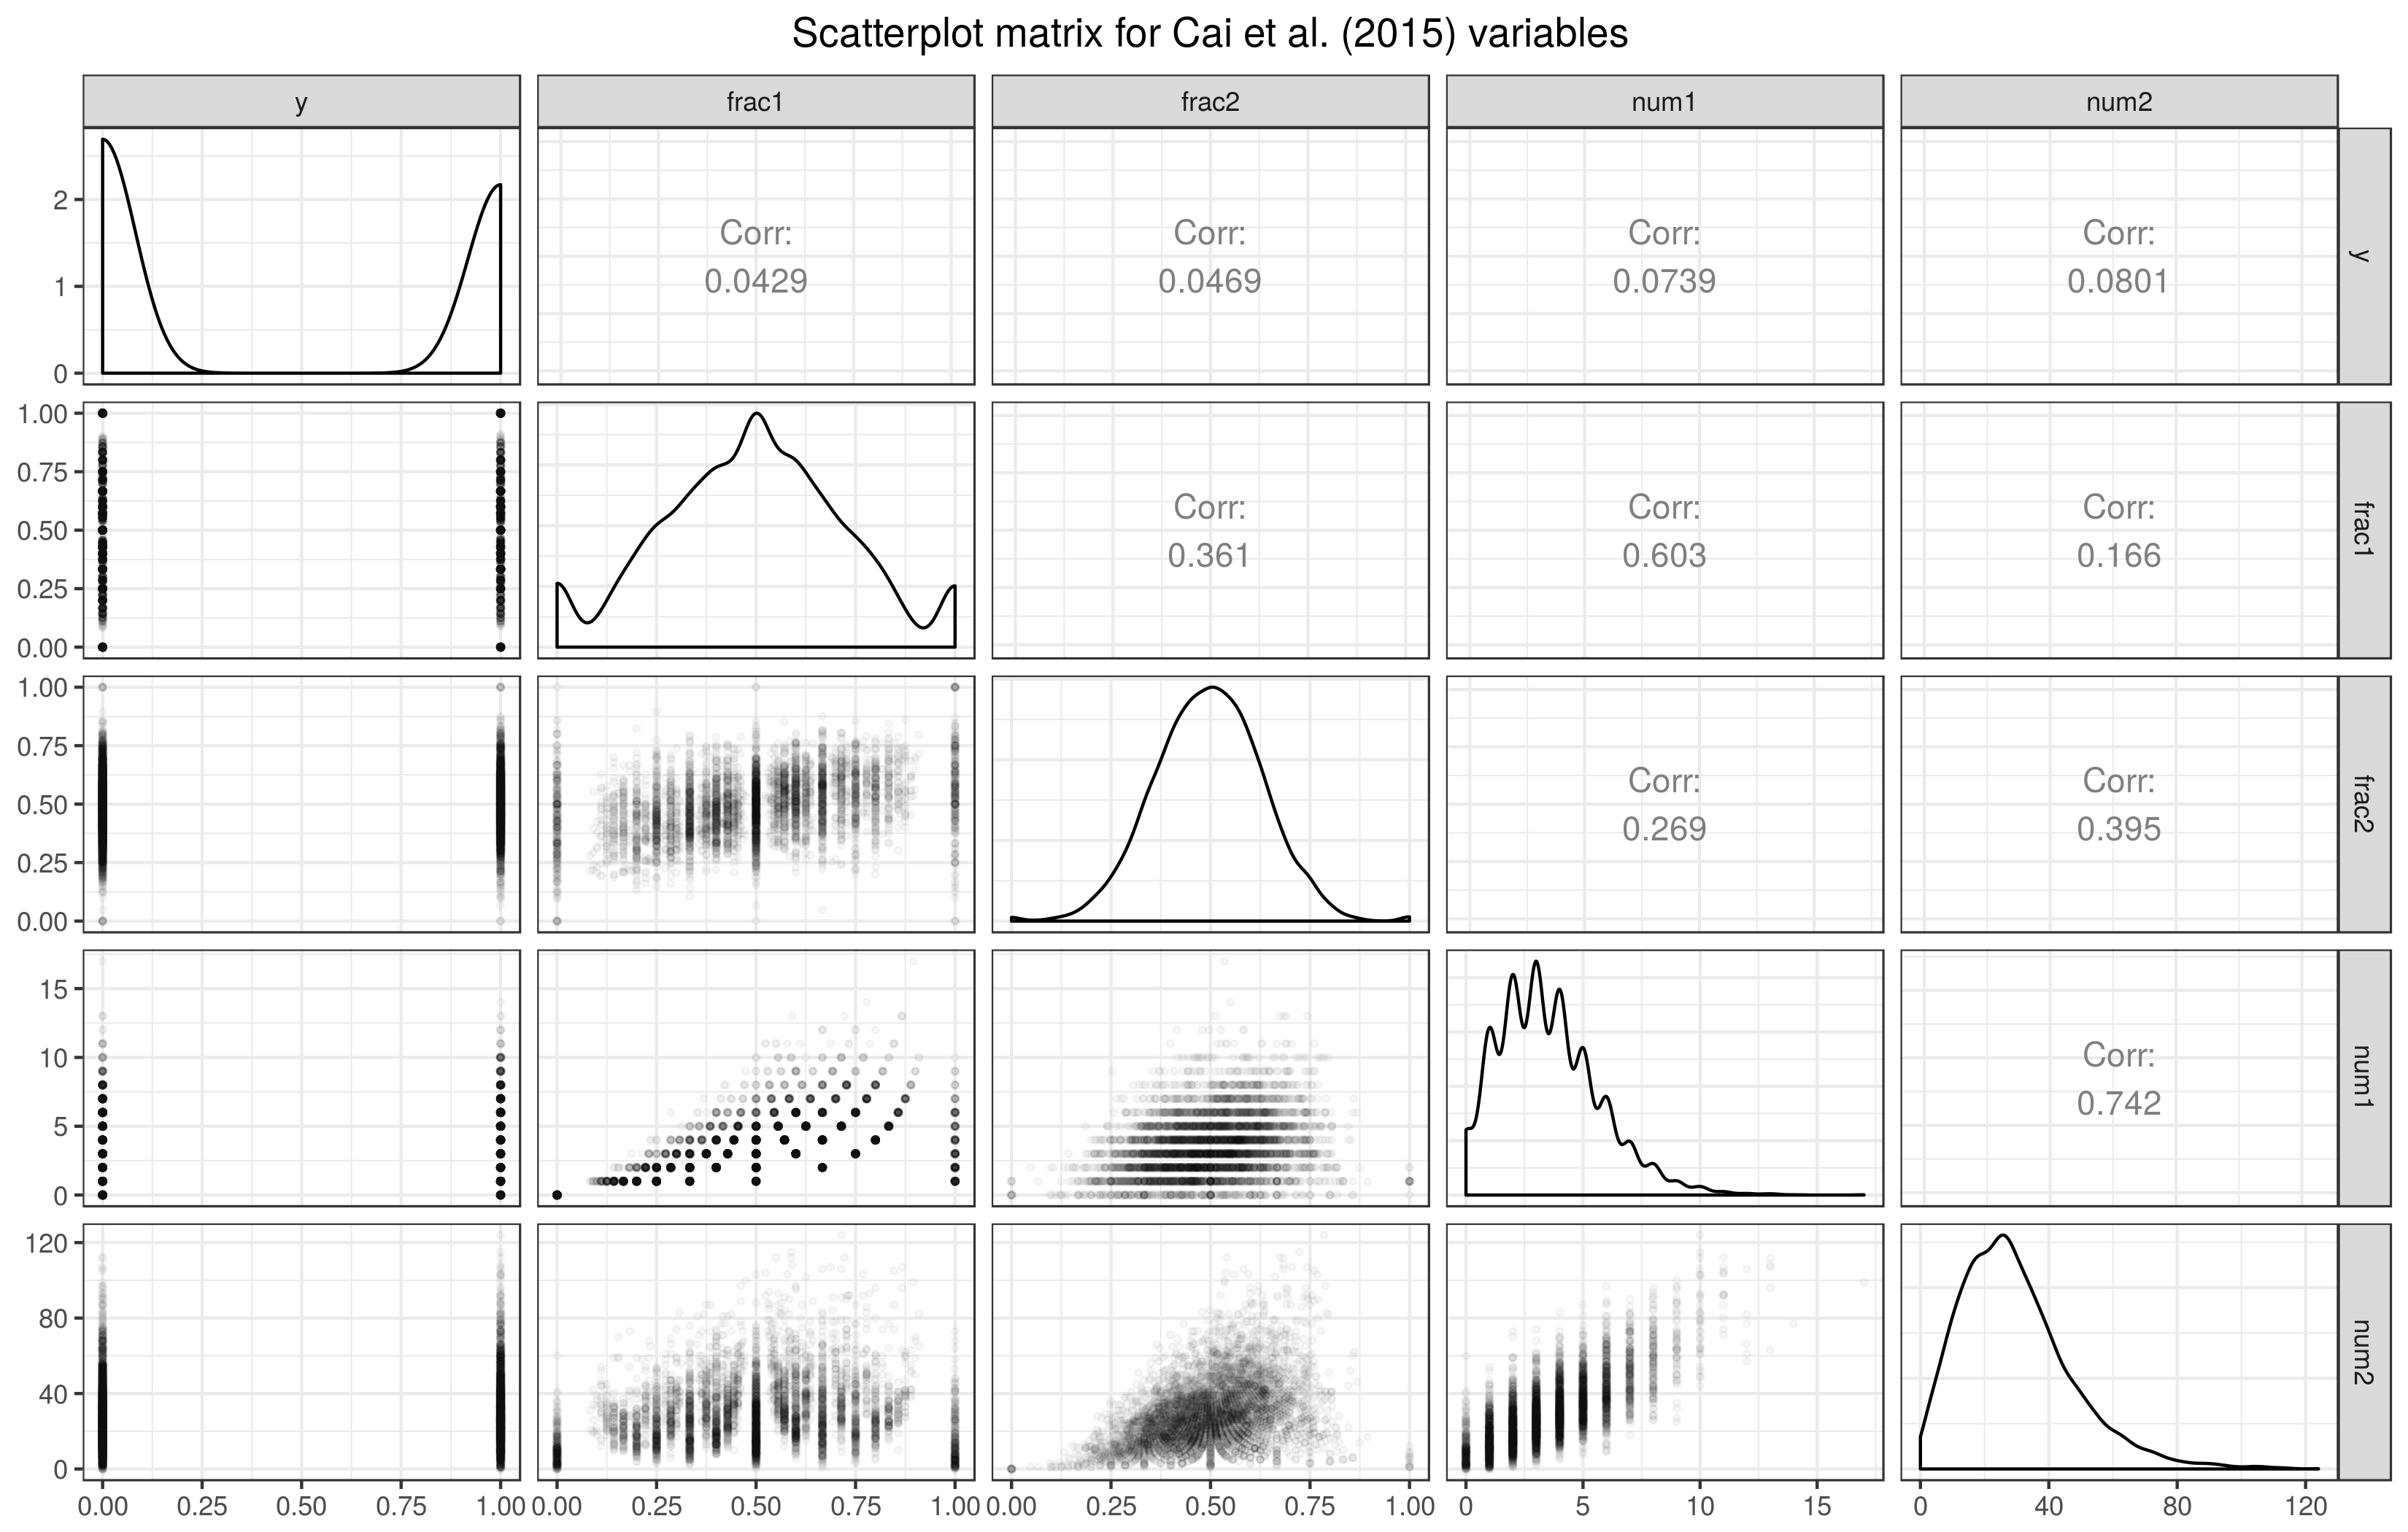 Scatterplot matrix for Cai et al. (2015) variables
y
frac1
frac2
num1
num2
2
1
0
Corr:
0.0429
Corr:
0.0469
Corr:
0.0739
Corr:
0.0801
y
1.00
0.75
0.50
0.25
0.00
Corr:
0.361
Corr:
0.603
Corr:
0.166
frac1
1.00
0.75
0.50
0.25
0.00
Corr:
0.269
Corr:
0.395
frac2
15
10
5
0
Corr:
0.742
num1
120
80
40
0
num2
0.00 0.25 0.50 0.75 1.00
0.00 0.25 0.50 0.75 1.00
0.00 0.25 0.50 0.75 1.00
0 5 10 15
0 40 80 120